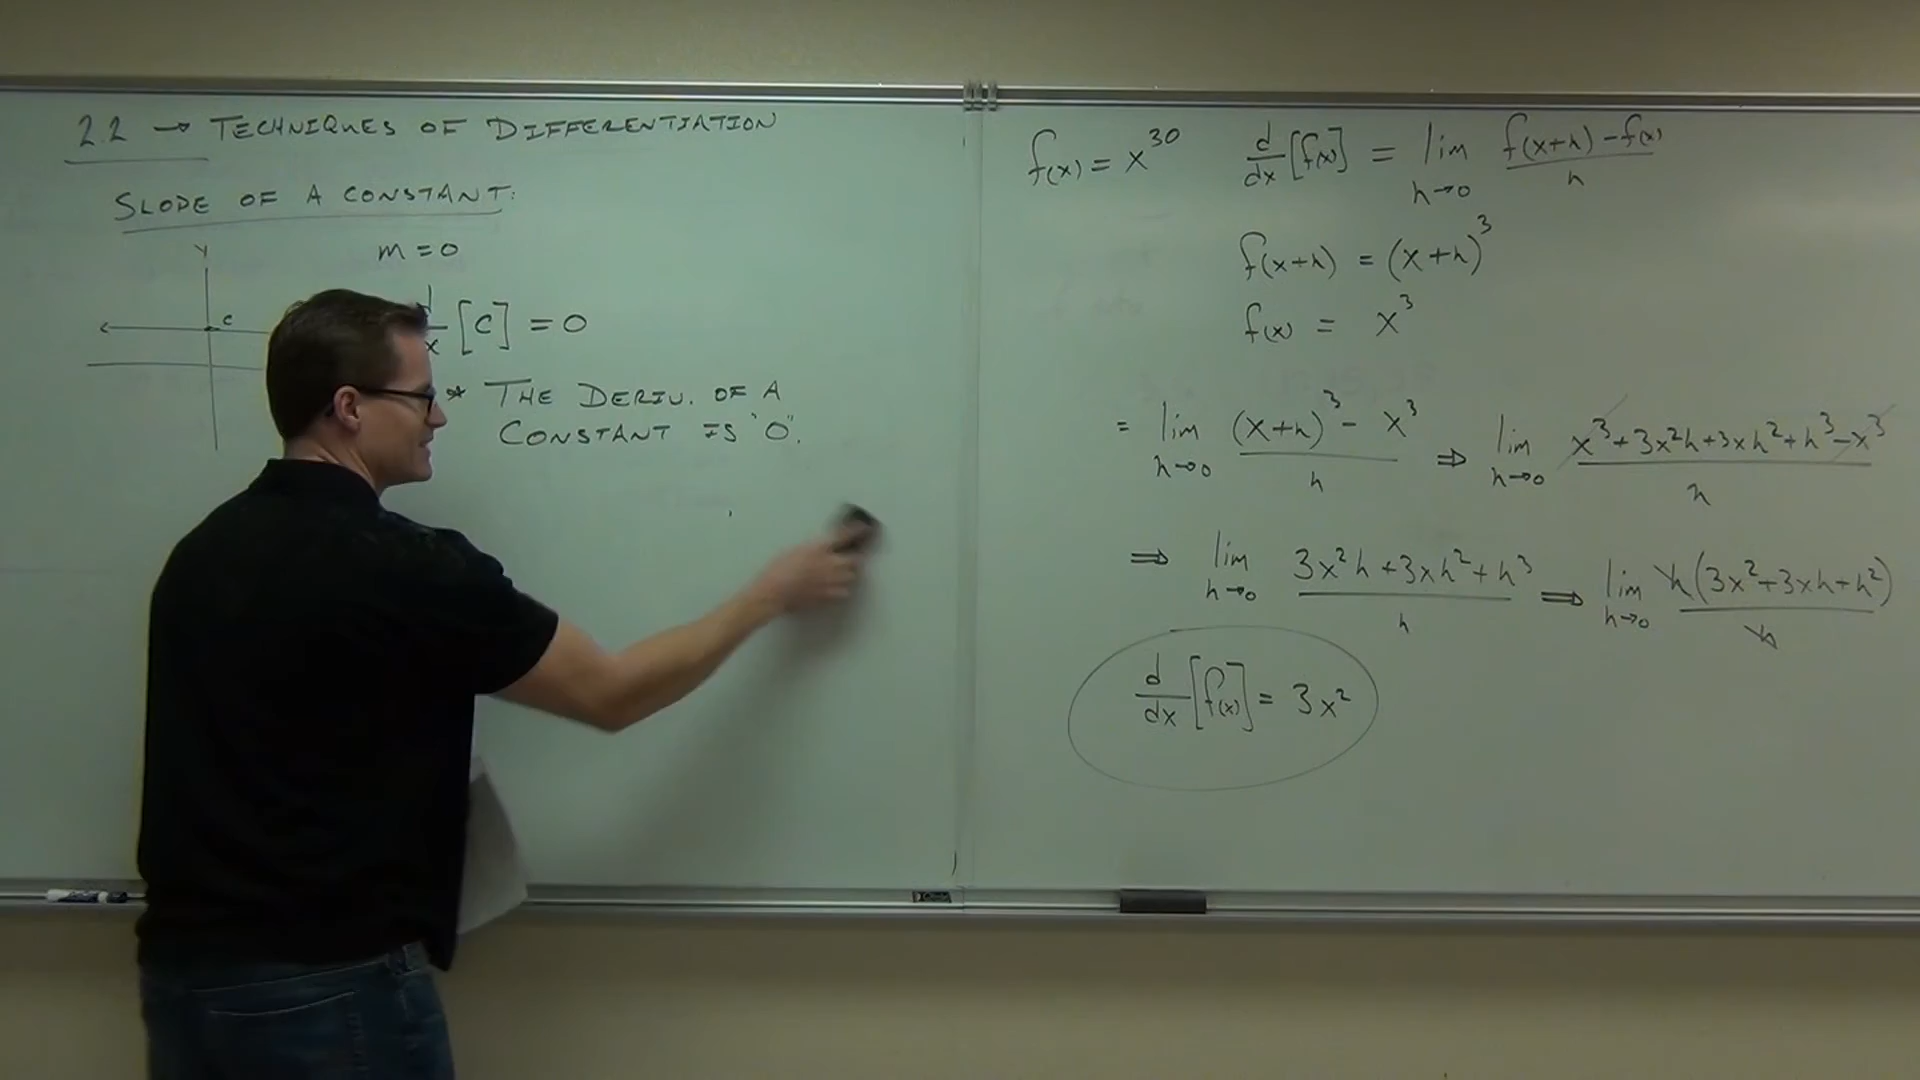 2.2 → TECHNIQUES OF DIFFERENTIATION
SLOPE OF A CONSTANT:
y
m = 0
c
d/dx [c] = 0
* THE DERIV. OF A
CONSTANT IS "0".
f(x) = x^30 d/dx [f(x)] = lim h→0 (f(x+h) - f(x))/h
f(x+h) = (x+h)^3
f(x) = x^3
= lim h→0 ((x+h)^3 - x^3)/h ⇒ lim h→0 (x^3+3x^2h+3xh^2+h^3-x^3)/h
⇒ lim h→0 (3x^2h+3xh^2+h^3)/h ⇒ lim h→0 h(3x^2+3xh+h^2)/h
d/dx [f(x)] = 3x^2